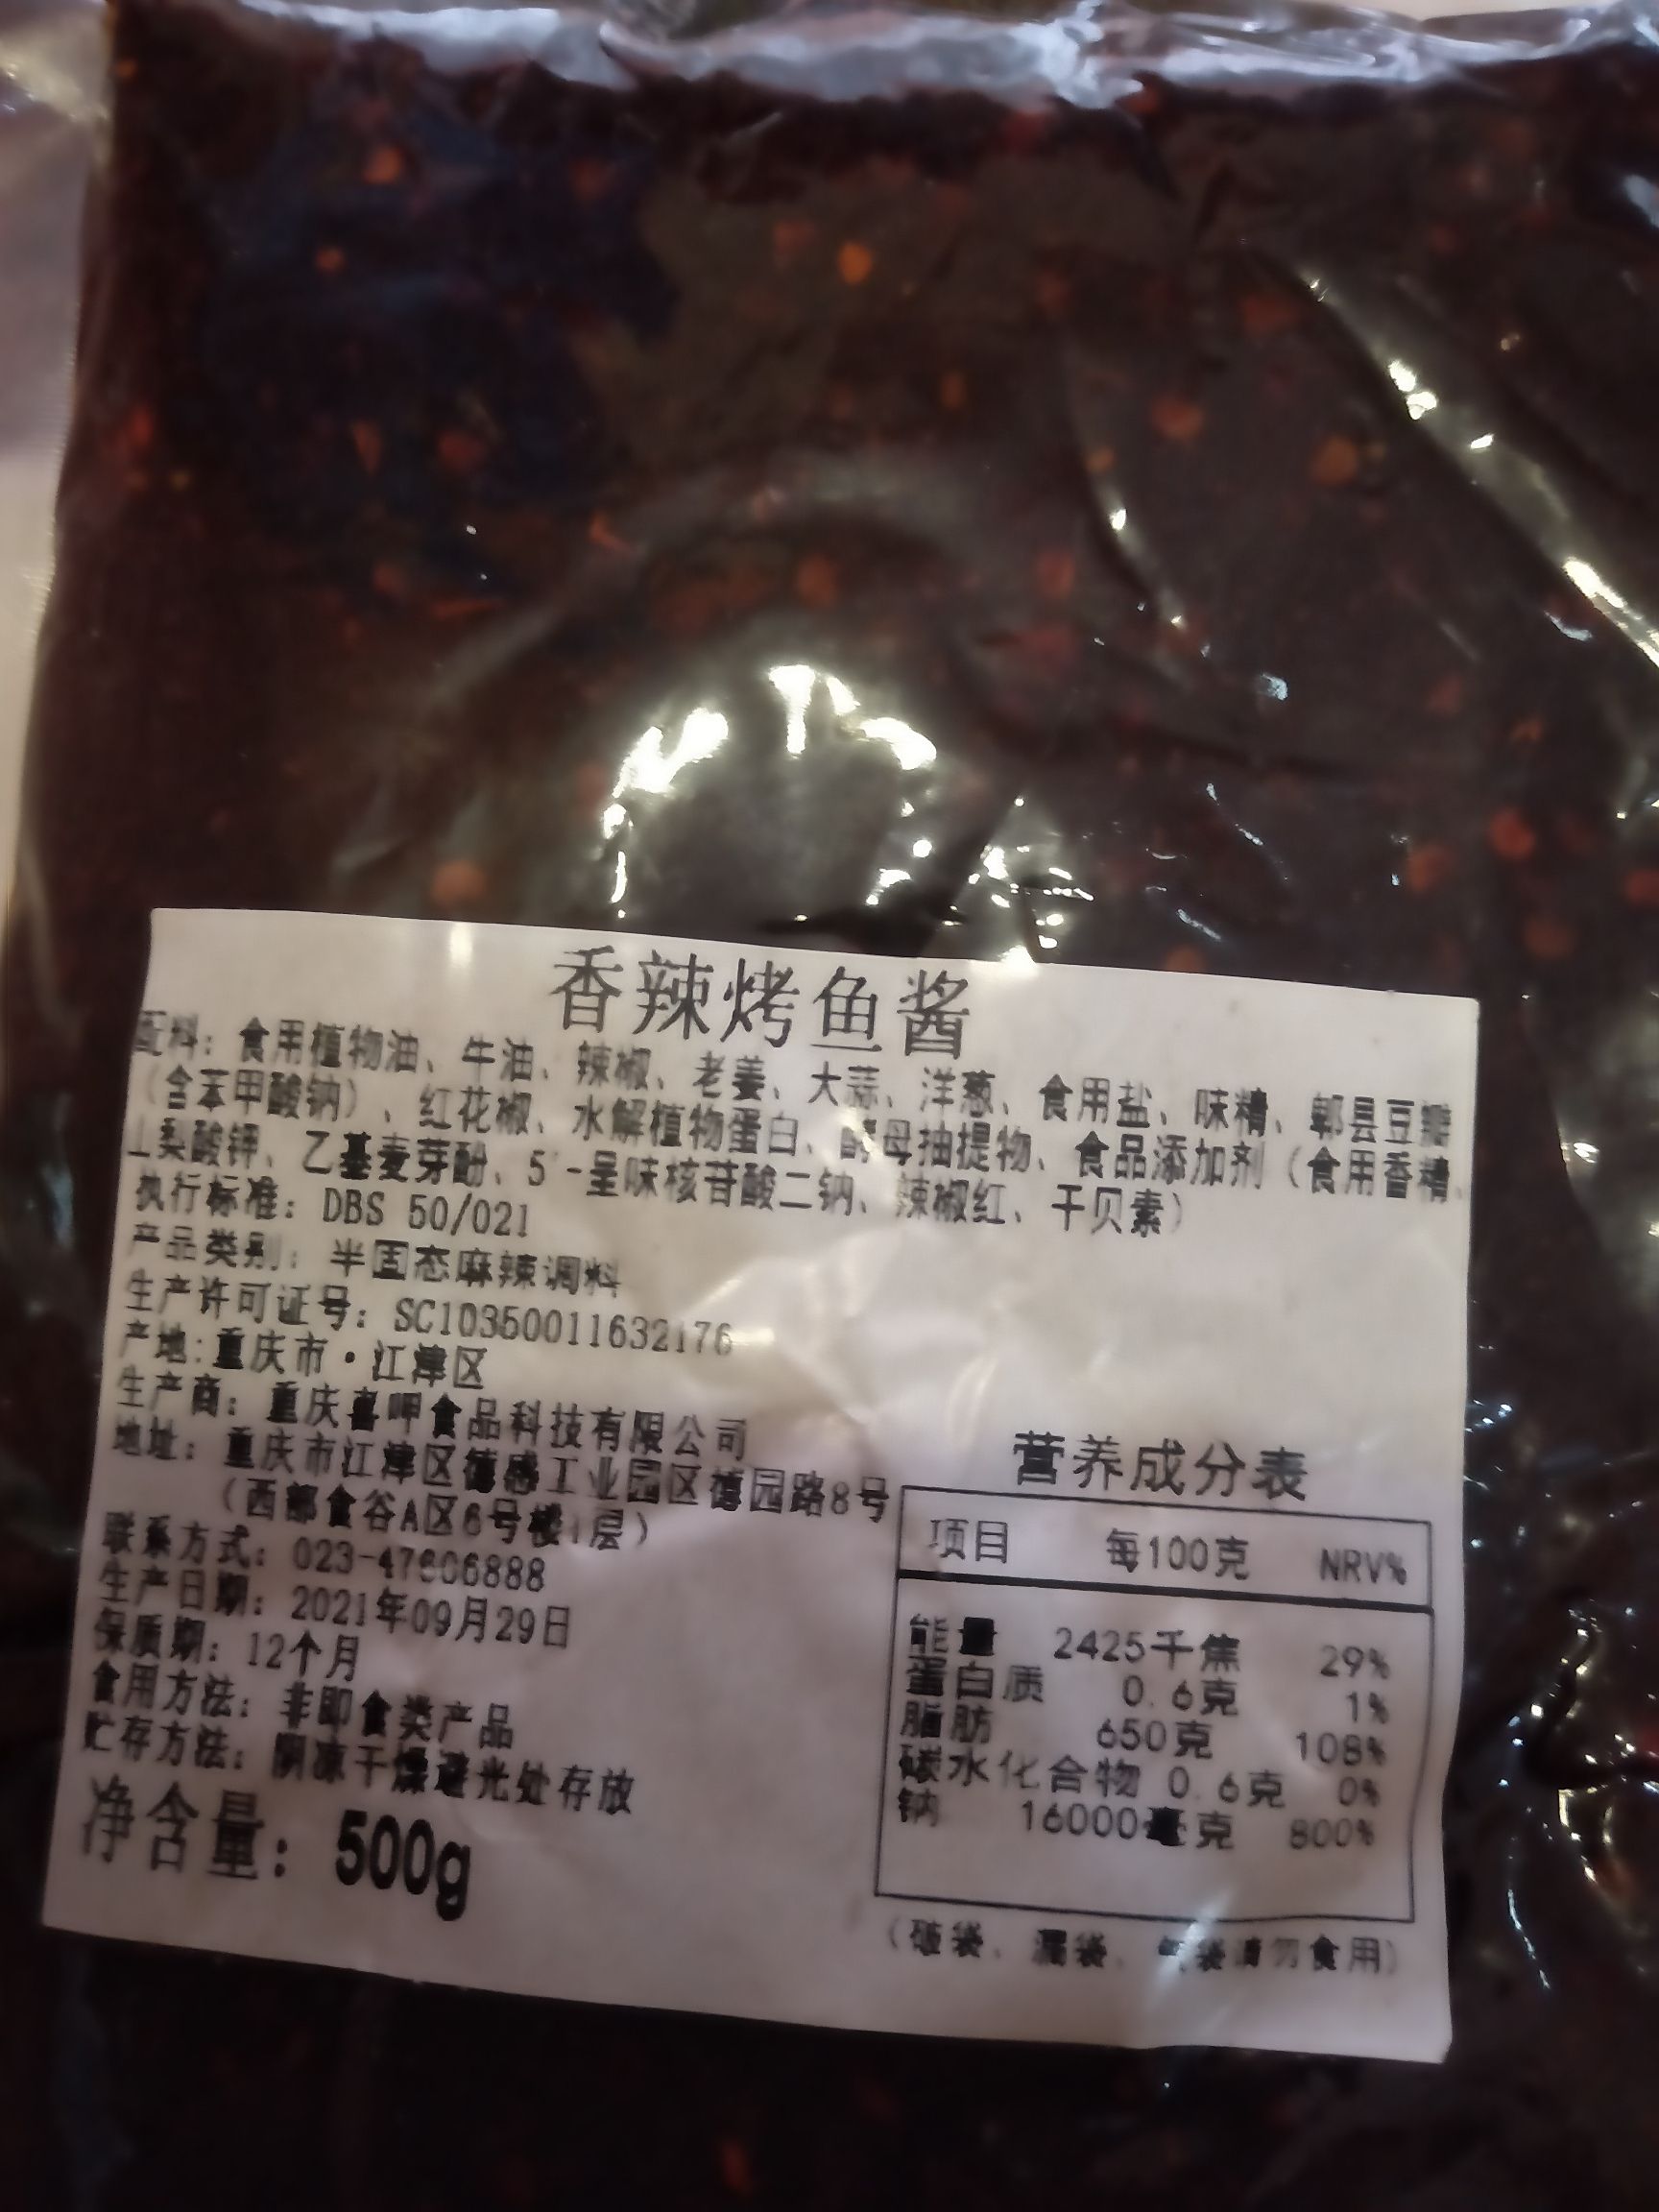 香辣烤鱼酱
配料：食用植物油、牛油、辣椒、老姜、大蒜、洋葱、食用盐、味精、郫县豆瓣
（含苯甲酸钠）、红花椒、水解植物蛋白、酵母抽提物、食品添加剂（食用香精、
山梨酸钾、乙基麦芽酚、5'-呈味核苷酸二钠、辣椒红、干贝素）
执行标准：DBS 50/021
产品类别：半固态麻辣调料
生产许可证号：SC10350011632176
产地:重庆市·江津区
生产商：重庆喜呷食品科技有限公司
地址：重庆市江津区德感工业园区德园路8号
（西部食谷A区6号楼1层）
联系方式：023-47606888
生产日期：2021年09月29日
保质期：12个月
食用方法：非即食类产品
贮存方法：阴凉干燥避光处存放
净含量：500g
营养成分表
项目 每100克 NRV%
能量 2425千焦 29%
蛋白质 0.6克 1%
脂肪 650克 108%
碳水化合物 0.6克 0%
钠 16000毫克 800%
（破袋、漏袋、袋请勿食用）